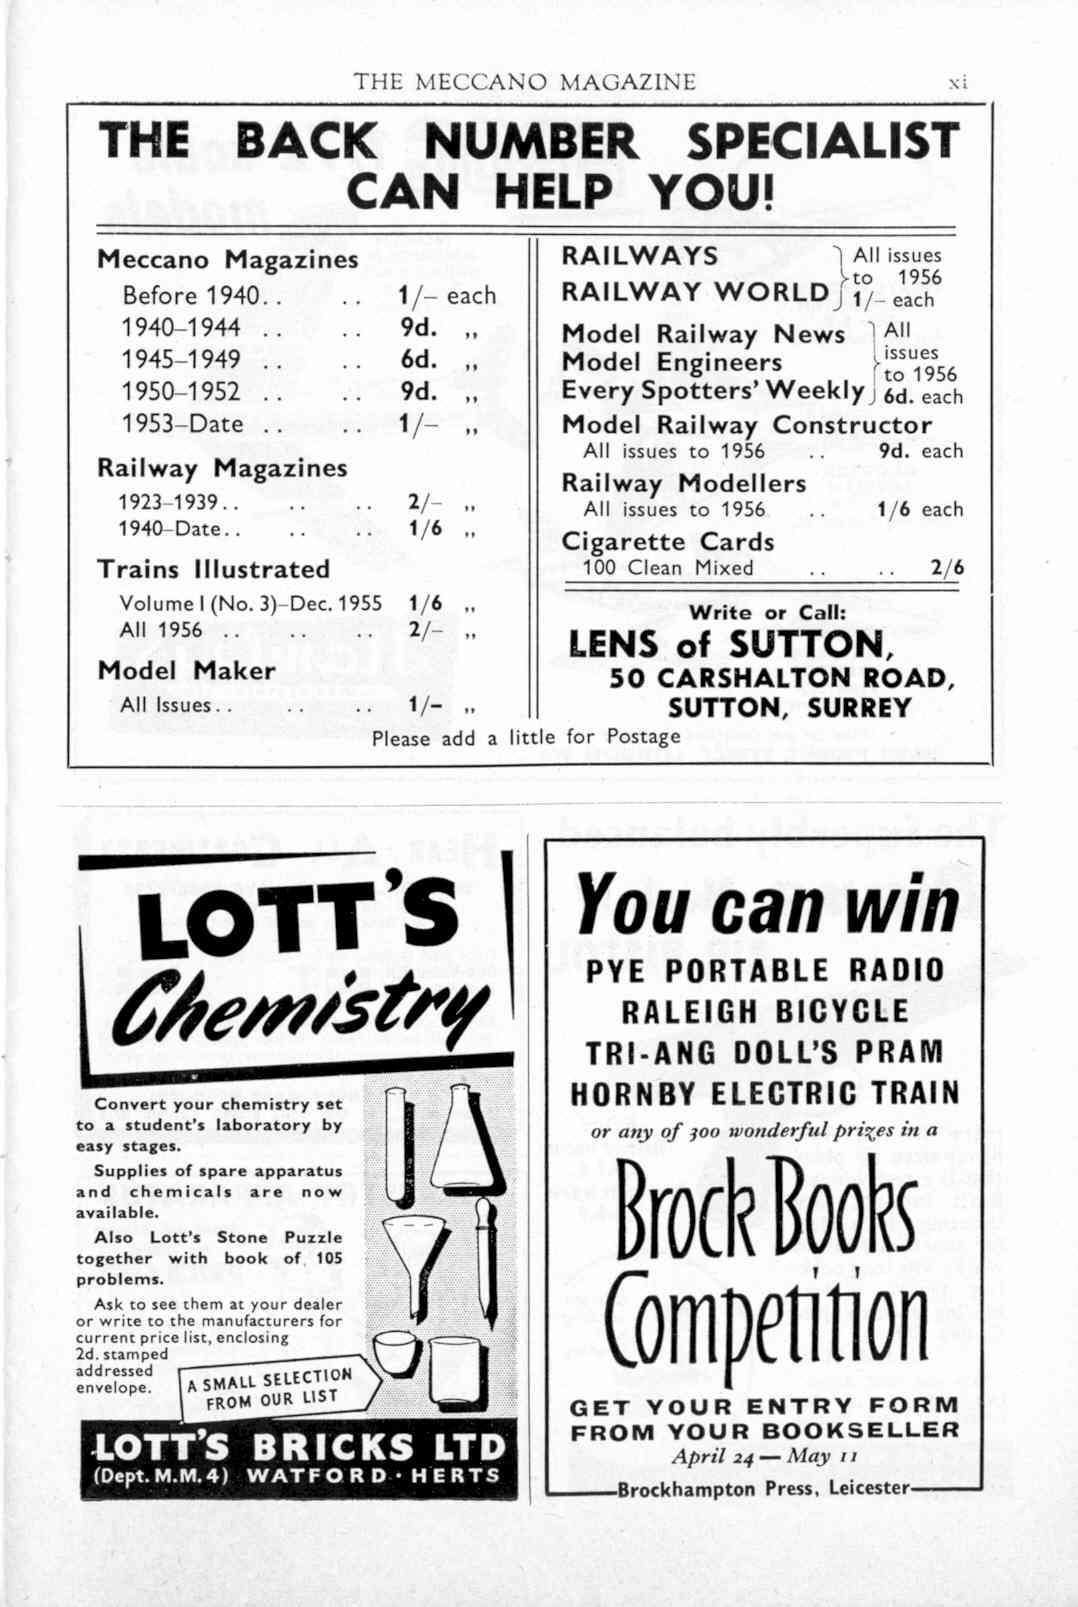 THE MECCANO MAGAZINE xi
THE BACK NUMBER SPECIALIST
CAN HELP YOU!
Meccano Magazines
Before 1940.. .. 1/– each
1940–1944 .. .. 9d. ,,
1945–1949 .. .. 6d. ,,
1950–1952 .. .. 9d. ,,
1953–Date .. .. 1/– ,,
Railway Magazines
1923–1939.. .. .. 2/– ,,
1940–Date.. .. .. 1/6 ,,
Trains Illustrated
Volume I (No. 3)–Dec. 1955 1/6 ,,
All 1956 .. .. .. 2/– ,,
Model Maker
All Issues.. .. .. 1/– ,,
RAILWAYS
RAILWAY WORLD
All issues
to 1956
1/– each
Model Railway News
Model Engineers
Every Spotters' Weekly
All
issues
to 1956
6d. each
Model Railway Constructor
All issues to 1956 .. 9d. each
Railway Modellers
All issues to 1956 .. 1/6 each
Cigarette Cards
100 Clean Mixed .. .. 2/6
Write or Call:
LENS of SUTTON,
50 CARSHALTON ROAD,
SUTTON, SURREY
Please add a little for Postage
LOTT'S
Chemistry
Convert your chemistry set
to a student's laboratory by
easy stages.
Supplies of spare apparatus
and chemicals are now
available.
Also Lott's Stone Puzzle
together with book of 105
problems.
Ask to see them at your dealer
or write to the manufacturers for
current price list, enclosing
2d. stamped
addressed
envelope.
A SMALL SELECTION
FROM OUR LIST
LOTT'S BRICKS LTD
(Dept. M.M. 4) WATFORD · HERTS
You can win
PYE PORTABLE RADIO
RALEIGH BICYCLE
TRI-ANG DOLL'S PRAM
HORNBY ELECTRIC TRAIN
or any of 300 wonderful prizes in a
Brock Books
Competition
GET YOUR ENTRY FORM
FROM YOUR BOOKSELLER
April 24 — May 11
Brockhampton Press, Leicester